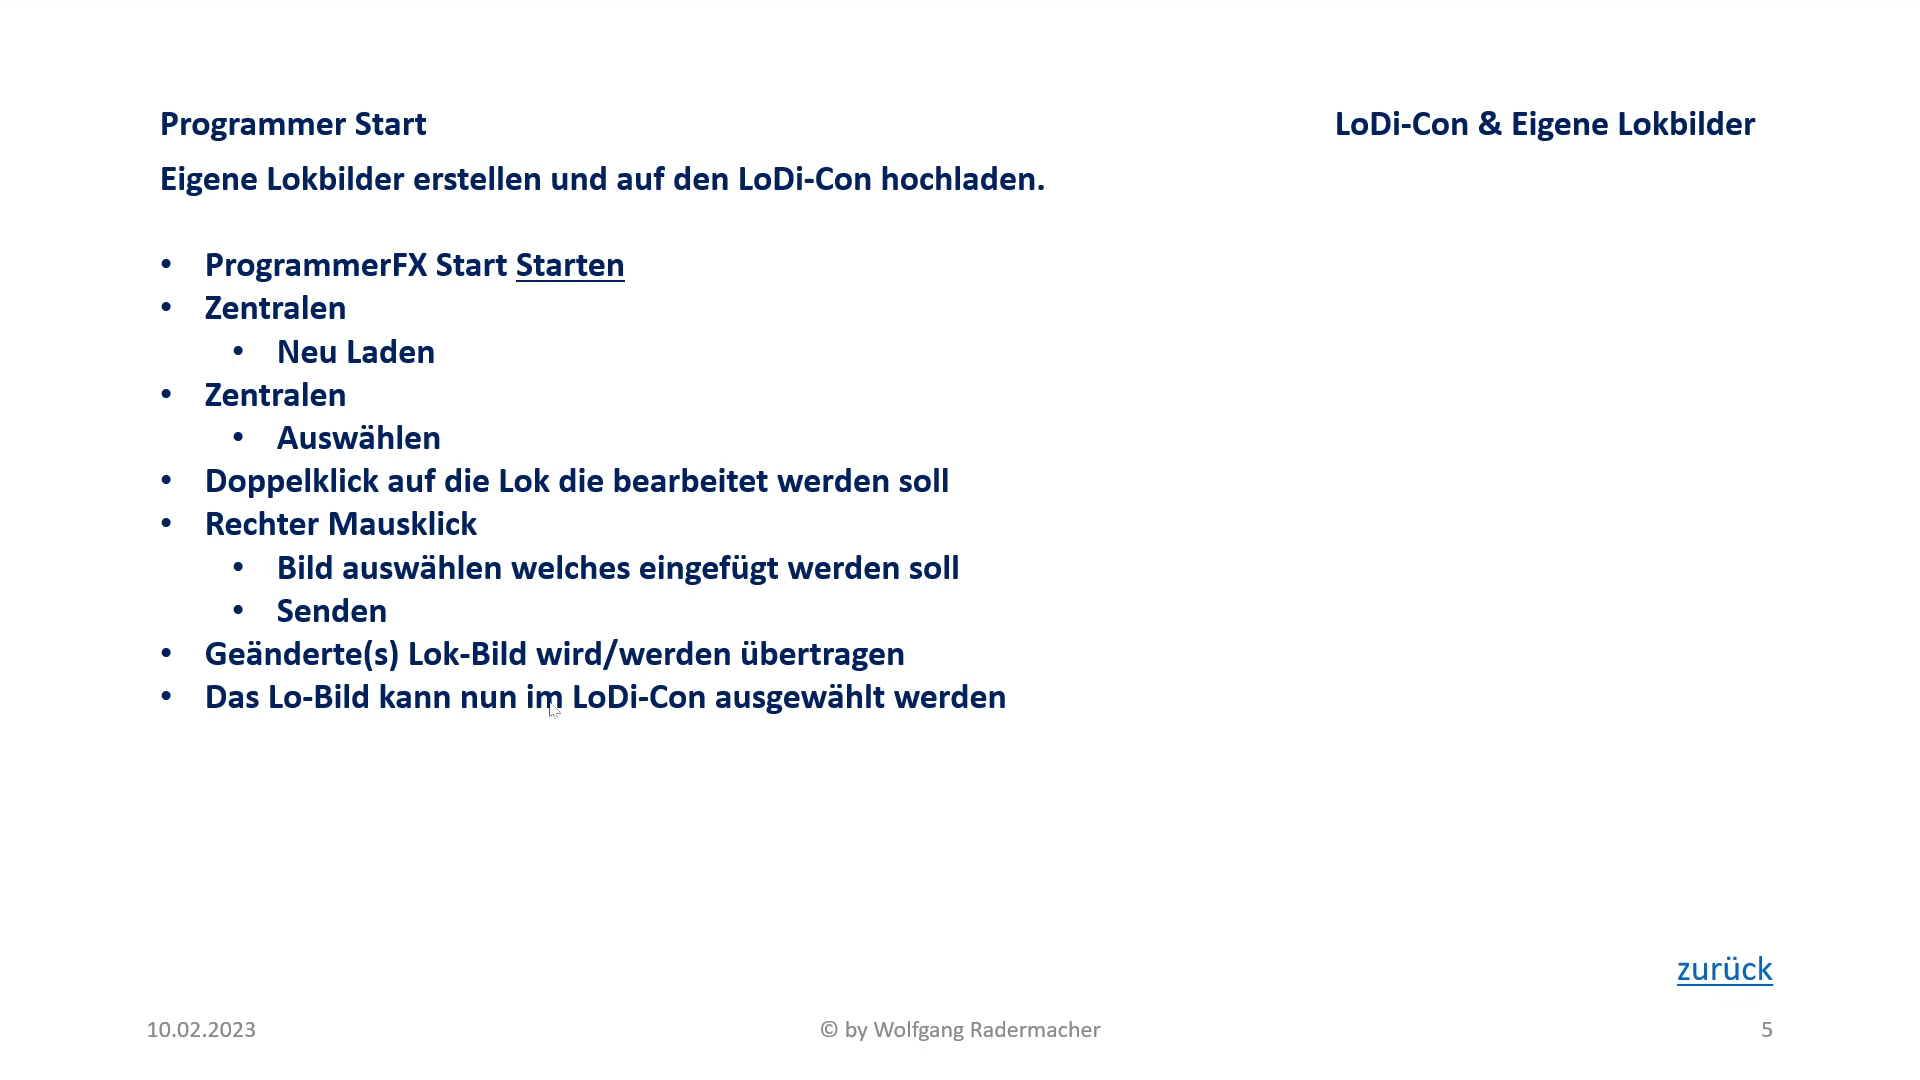 Programmer Start
LoDi-Con & Eigene Lokbilder
Eigene Lokbilder erstellen und auf den LoDi-Con hochladen.
• ProgrammerFX Start Starten
• Zentralen
• Neu Laden
• Zentralen
• Auswählen
• Doppelklick auf die Lok die bearbeitet werden soll
• Rechter Mausklick
• Bild auswählen welches eingefügt werden soll
• Senden
• Geänderte(s) Lok-Bild wird/werden übertragen
• Das Lo-Bild kann nun im LoDi-Con ausgewählt werden
zurück
10.02.2023
© by Wolfgang Radermacher
5